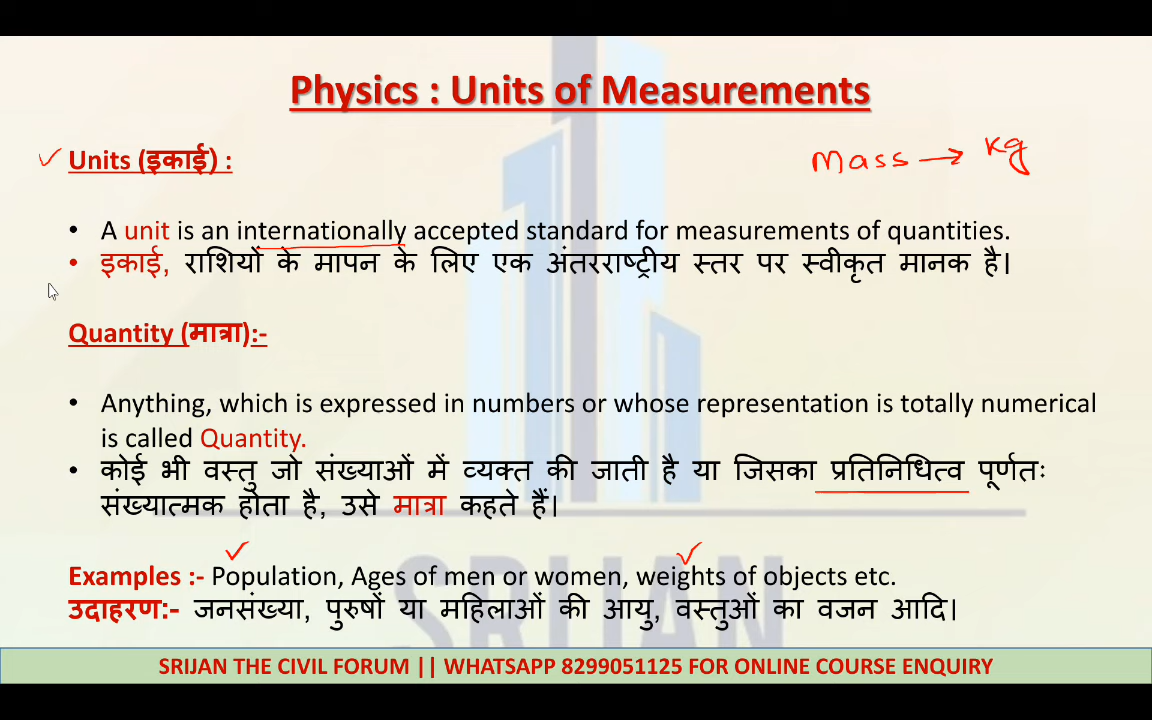 Physics : Units of Measurements
Units (इकाई) :
Mass → Kg
• A unit is an internationally accepted standard for measurements of quantities.
• इकाई, राशियों के मापन के लिए एक अंतरराष्ट्रीय स्तर पर स्वीकृत मानक है।
Quantity (मात्रा):-
• Anything, which is expressed in numbers or whose representation is totally numerical
is called Quantity.
• कोई भी वस्तु जो संख्याओं में व्यक्त की जाती है या जिसका प्रतिनिधित्व पूर्णतः
संख्यात्मक होता है, उसे मात्रा कहते हैं।
Examples :- Population, Ages of men or women, weights of objects etc.
उदाहरण:- जनसंख्या, पुरुषों या महिलाओं की आयु, वस्तुओं का वजन आदि।
SRIJAN
SRIJAN THE CIVIL FORUM || WHATSAPP 8299051125 FOR ONLINE COURSE ENQUIRY